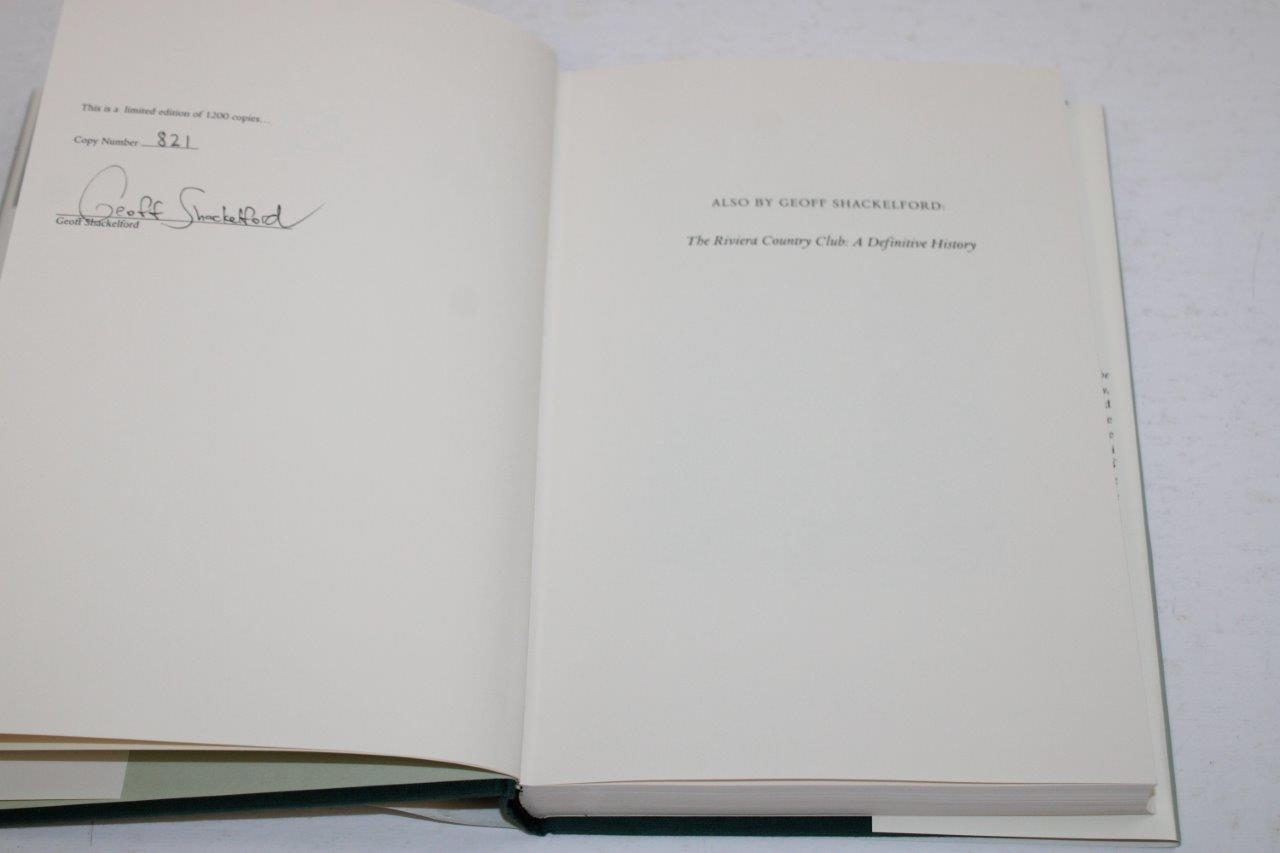 This is a limited edition of 1200 copies...
Copy Number 821
Geoff Shackelford
Geoff Shackelford
ALSO BY GEOFF SHACKELFORD:
The Riviera Country Club: A Definitive History